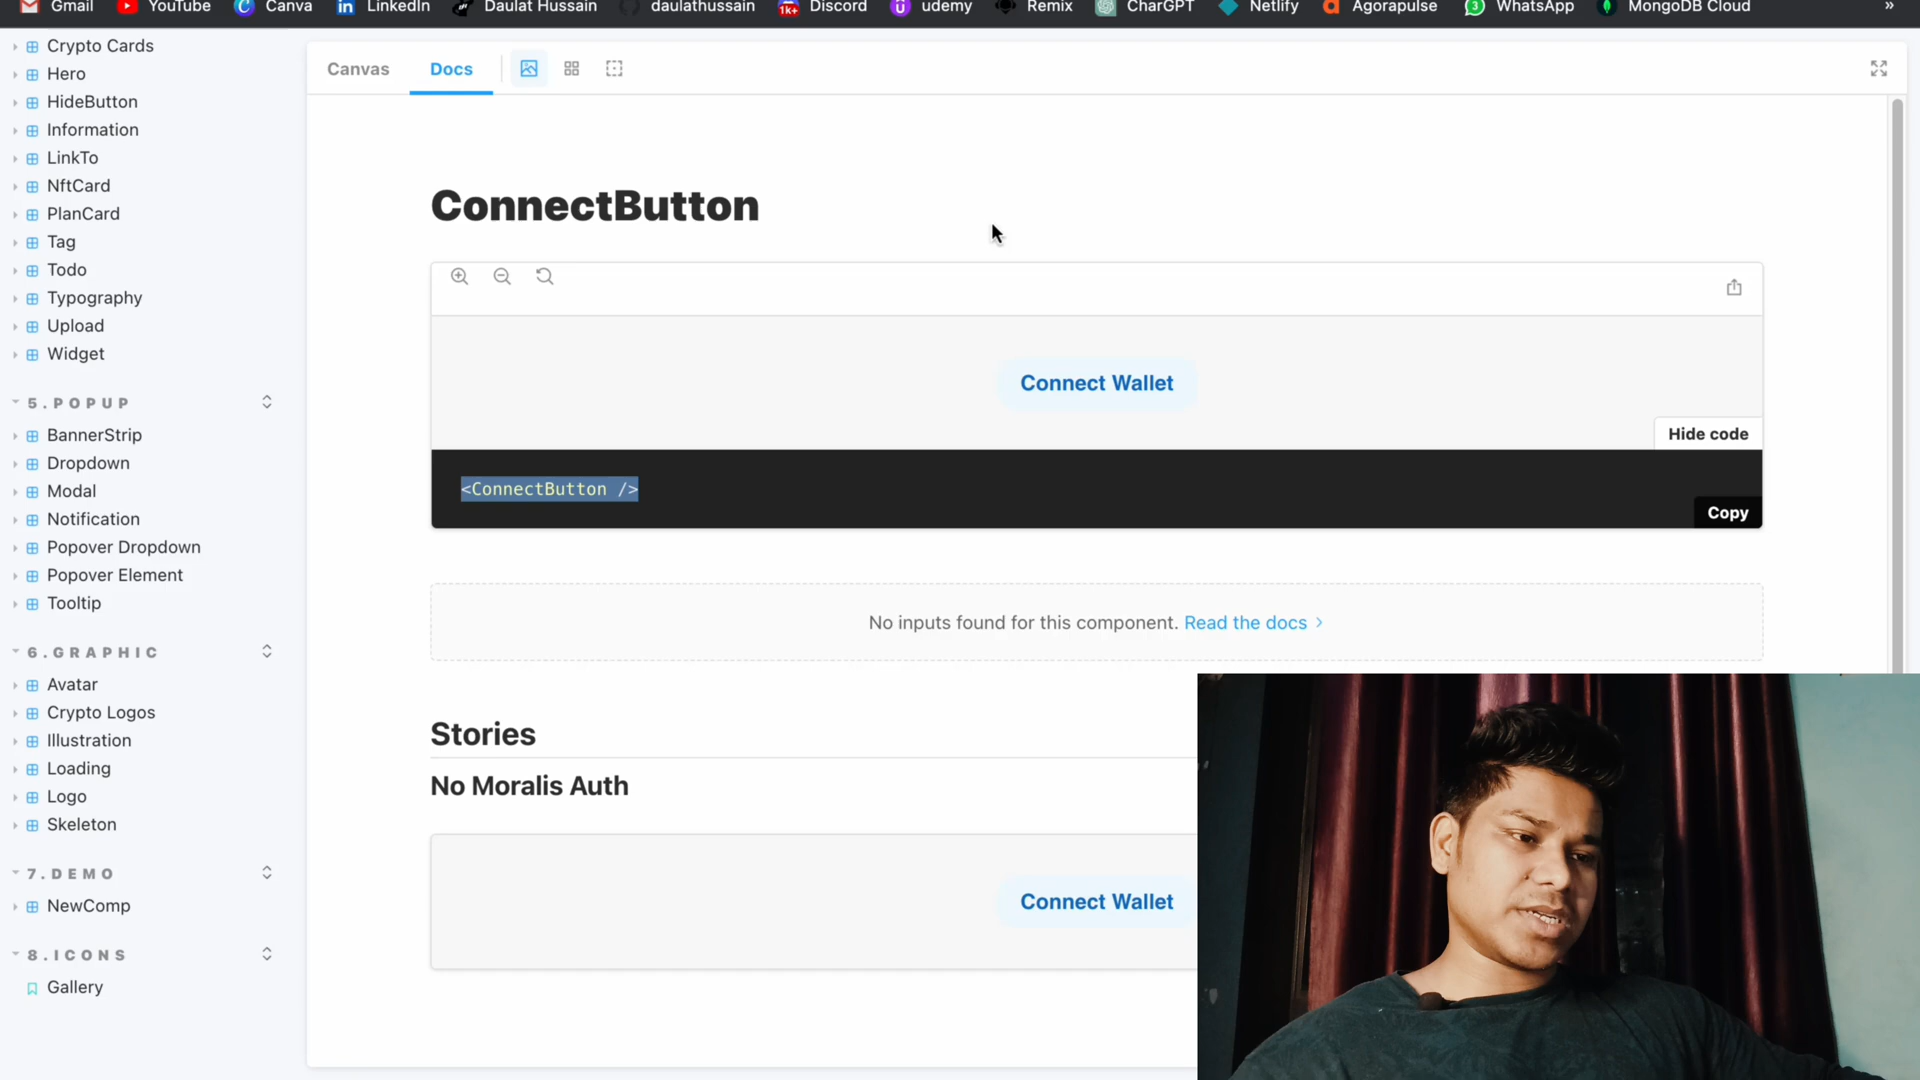 Gmail YouTube Canva LinkedIn Daulat Hussain daulathussain Discord udemy Remix CharGPT Netlify Agorapulse WhatsApp MongoDB Cloud »
Crypto Cards
Hero
HideButton
Information
LinkTo
NftCard
PlanCard
Tag
Todo
Typography
Upload
Widget
5.POPUP
BannerStrip
Dropdown
Modal
Notification
Popover Dropdown
Popover Element
Tooltip
6.GRAPHIC
Avatar
Crypto Logos
Illustration
Loading
Logo
Skeleton
7.DEMO
NewComp
8.ICONS
Gallery
Canvas Docs
ConnectButton
Connect Wallet
Hide code
<ConnectButton />
Copy
No inputs found for this component. Read the docs
Stories
No Moralis Auth
Connect Wallet